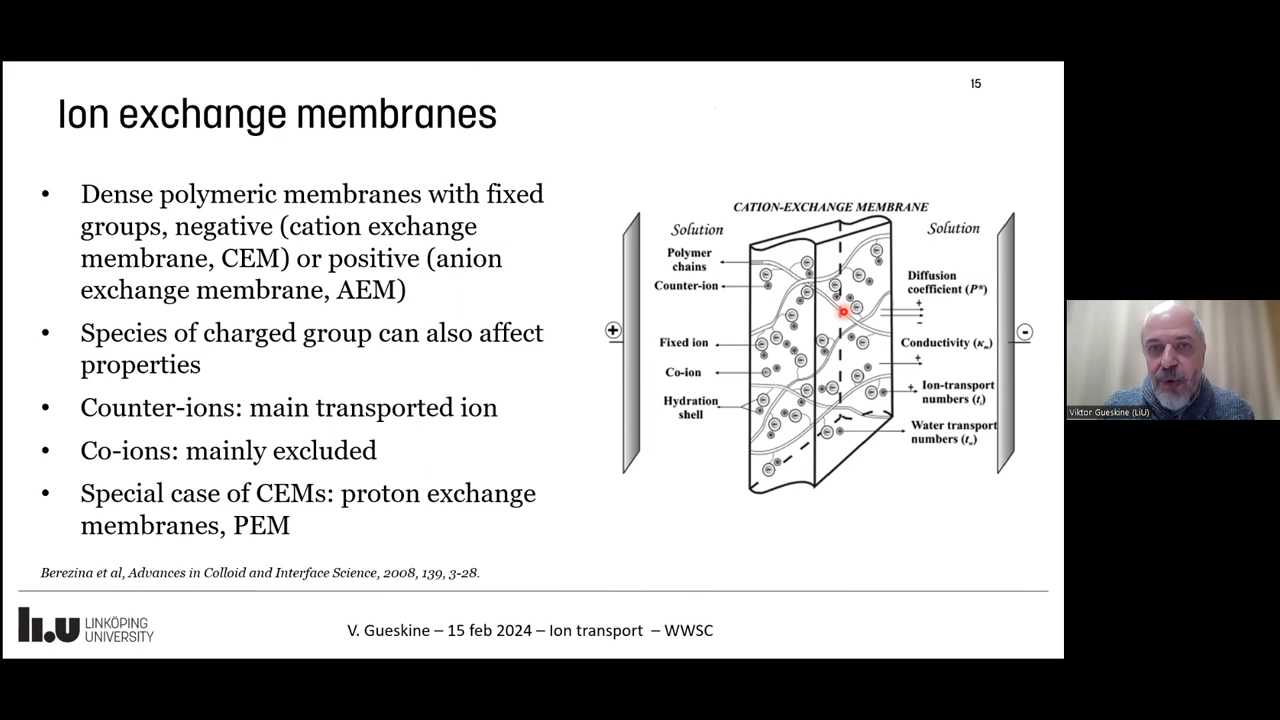 15
Ion exchange membranes
• Dense polymeric membranes with fixed
groups, negative (cation exchange
membrane, CEM) or positive (anion
exchange membrane, AEM)
• Species of charged group can also affect
properties
• Counter-ions: main transported ion
• Co-ions: mainly excluded
• Special case of CEMs: proton exchange
membranes, PEM
Berezina et al, Advances in Colloid and Interface Science, 2008, 139, 3-28.
CATION-EXCHANGE MEMBRANE
Solution
Solution
Polymer
chains
Counter-ion
Fixed ion
Co-ion
Hydration
shell
+
Diffusion
coefficient (P*)
+
−
Conductivity (κm)
+
+ Ion-transport
numbers (ti)
Water transport
numbers (tw)
-
li.u LINKÖPING
UNIVERSITY
V. Gueskine – 15 feb 2024 – Ion transport – WWSC
Viktor Gueskine (LiU)